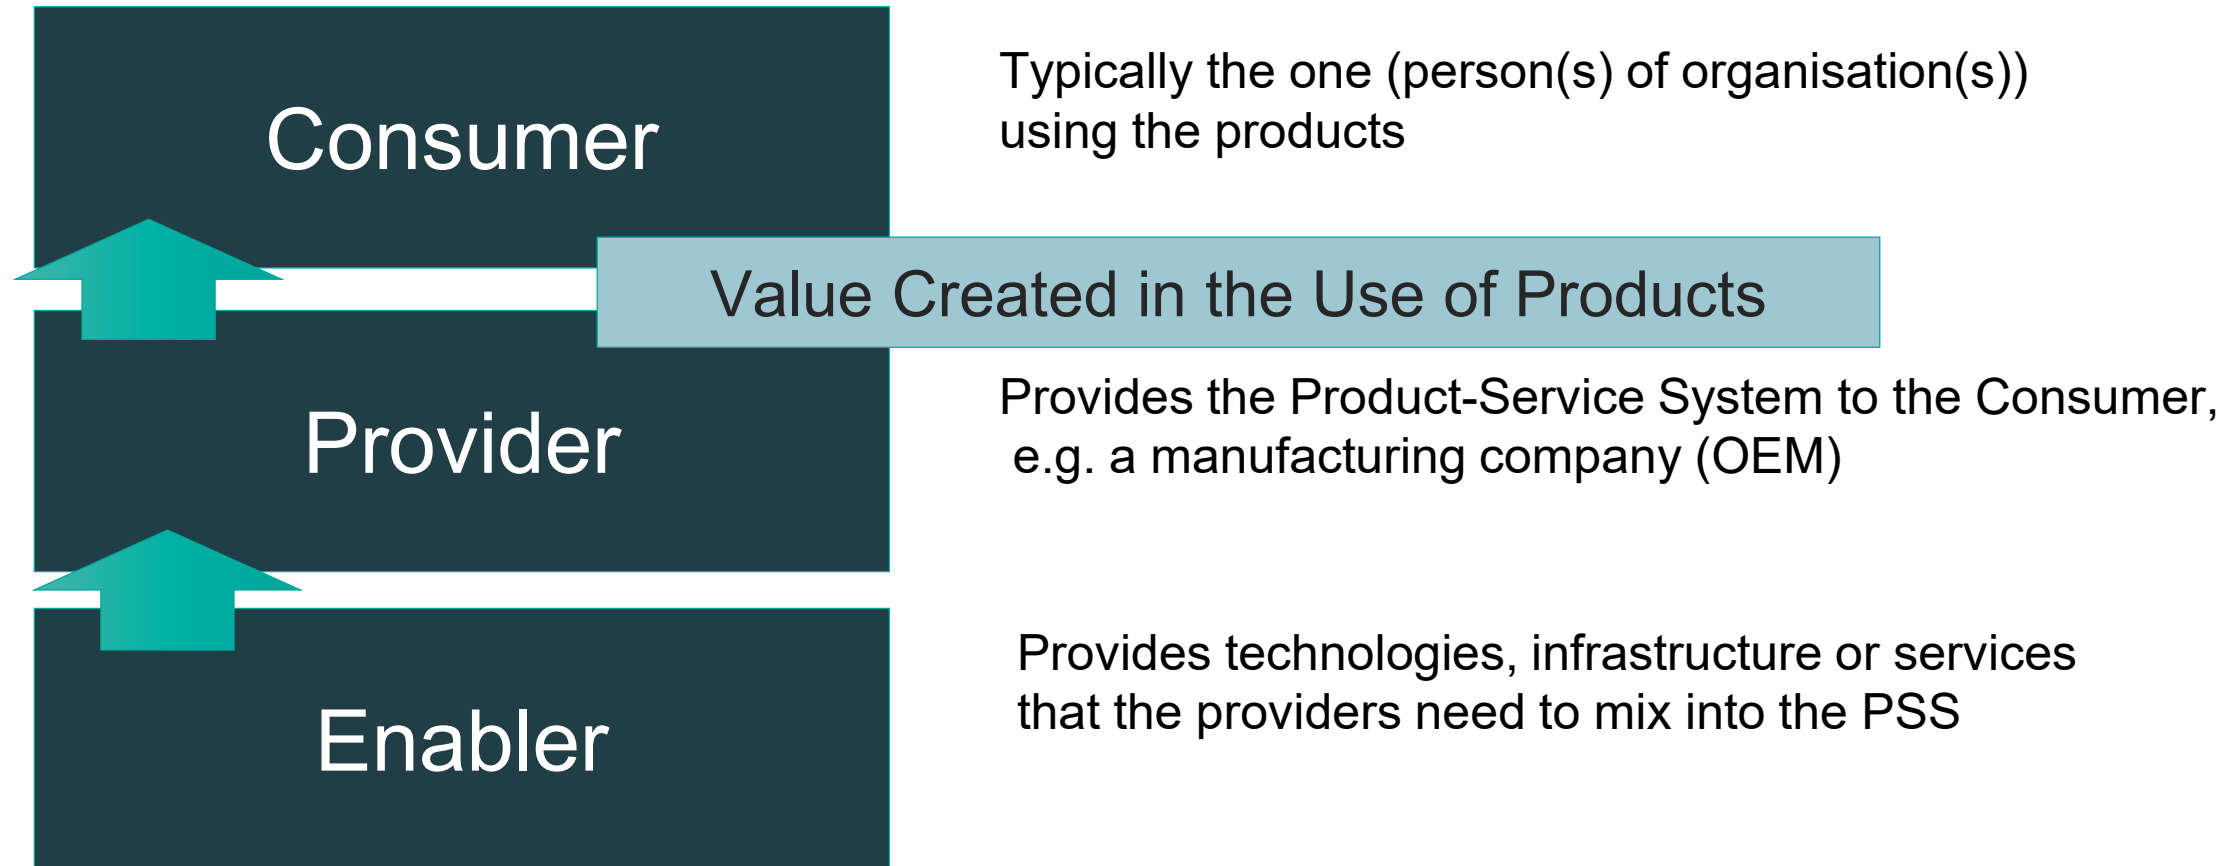 Consumer
Typically the one (person(s) of organisation(s))
using the products
Value Created in the Use of Products
Provider
Provides the Product-Service System to the Consumer,
e.g. a manufacturing company (OEM)
Enabler
Provides technologies, infrastructure or services
that the providers need to mix into the PSS